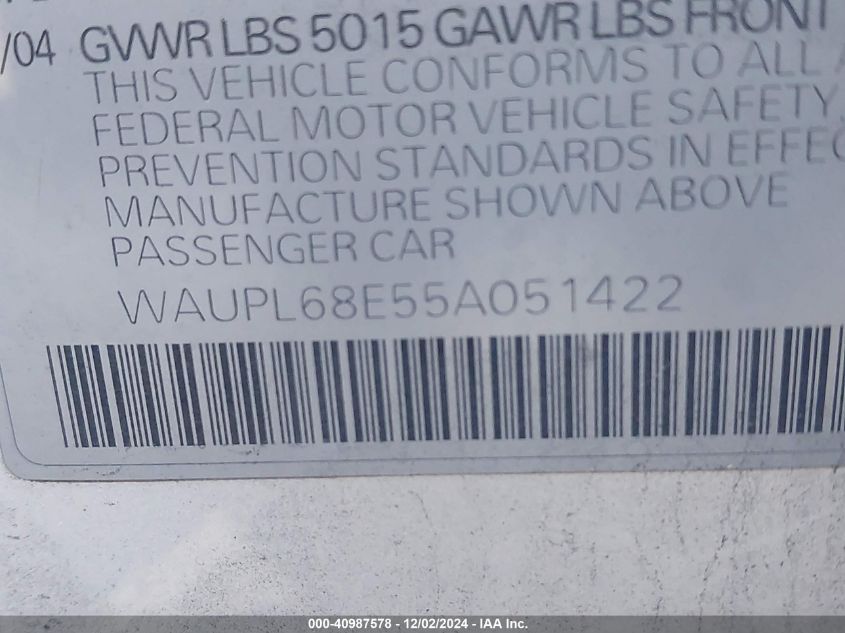 /04 GVWR LBS 5015 GAWR LBS FRONT
THIS VEHICLE CONFORMS TO ALL A
FEDERAL MOTOR VEHICLE SAFETY,
PREVENTION STANDARDS IN EFFEC
MANUFACTURE SHOWN ABOVE
PASSENGER CAR
WAUPL68E55A051422
000-40987578 - 12/02/2024 - IAA Inc.